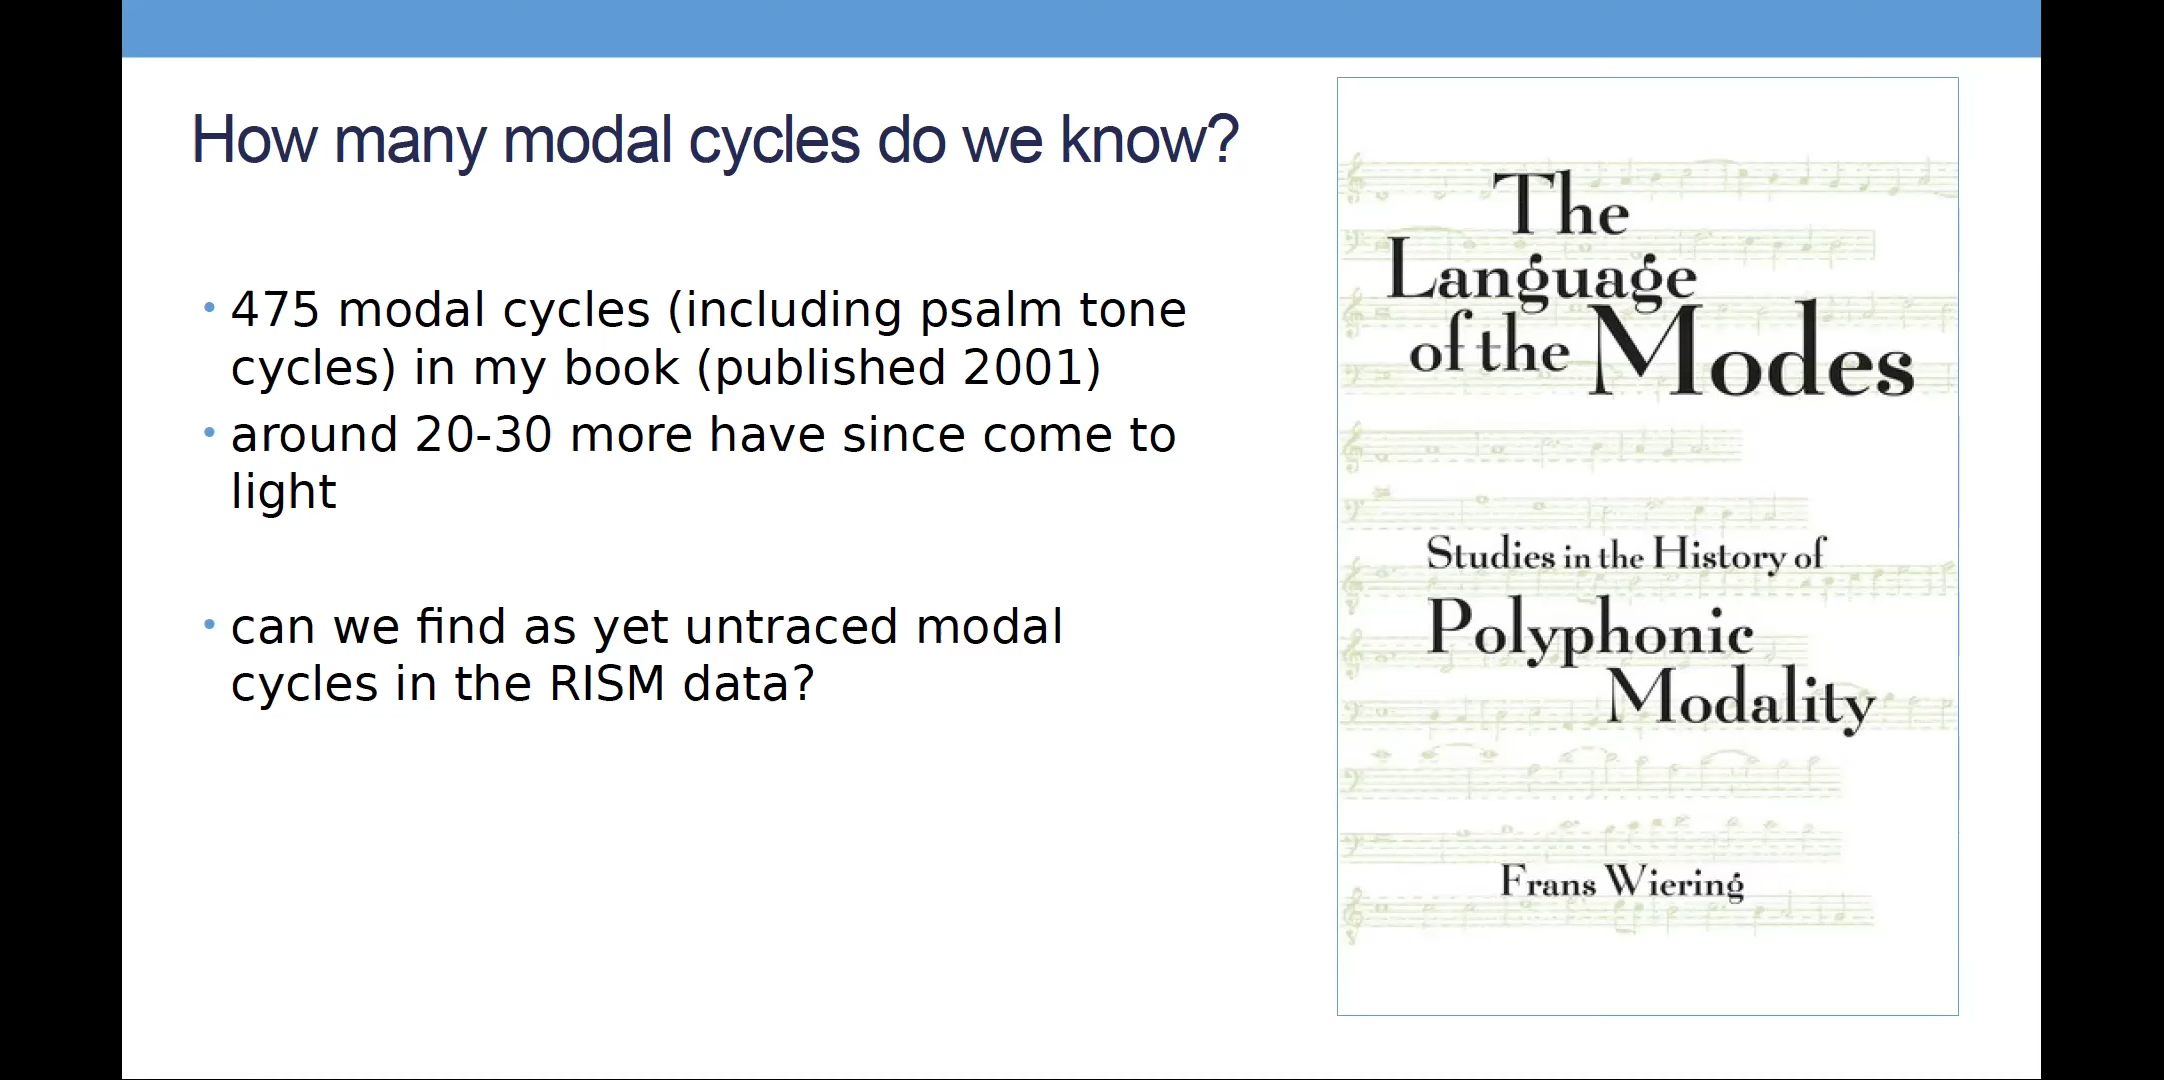 How many modal cycles do we know?
• 475 modal cycles (including psalm tone
cycles) in my book (published 2001)
• around 20-30 more have since come to
light
• can we find as yet untraced modal
cycles in the RISM data?
The
Language
of the Modes
Studies in the History of
Polyphonic
Modality
Frans Wiering